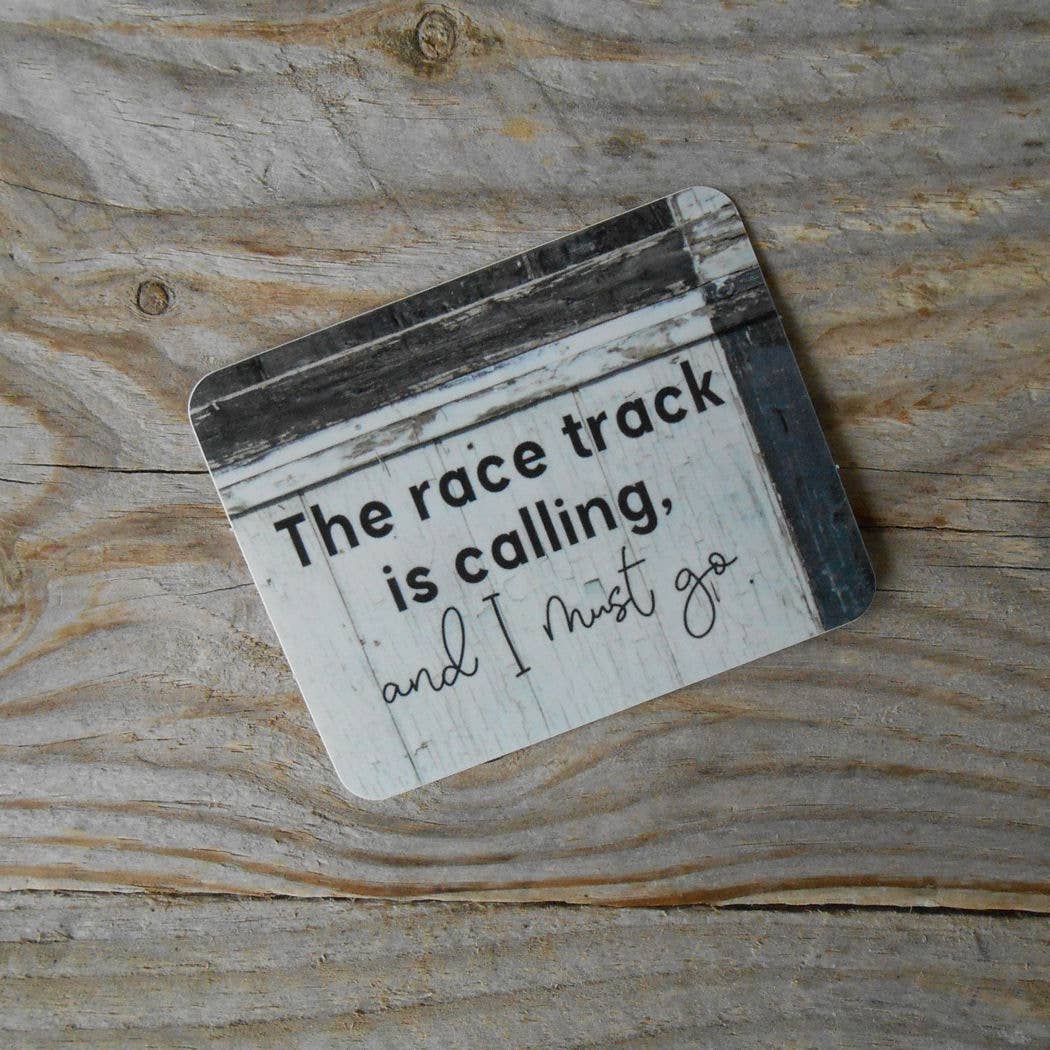 The race track
is calling,
and I must go